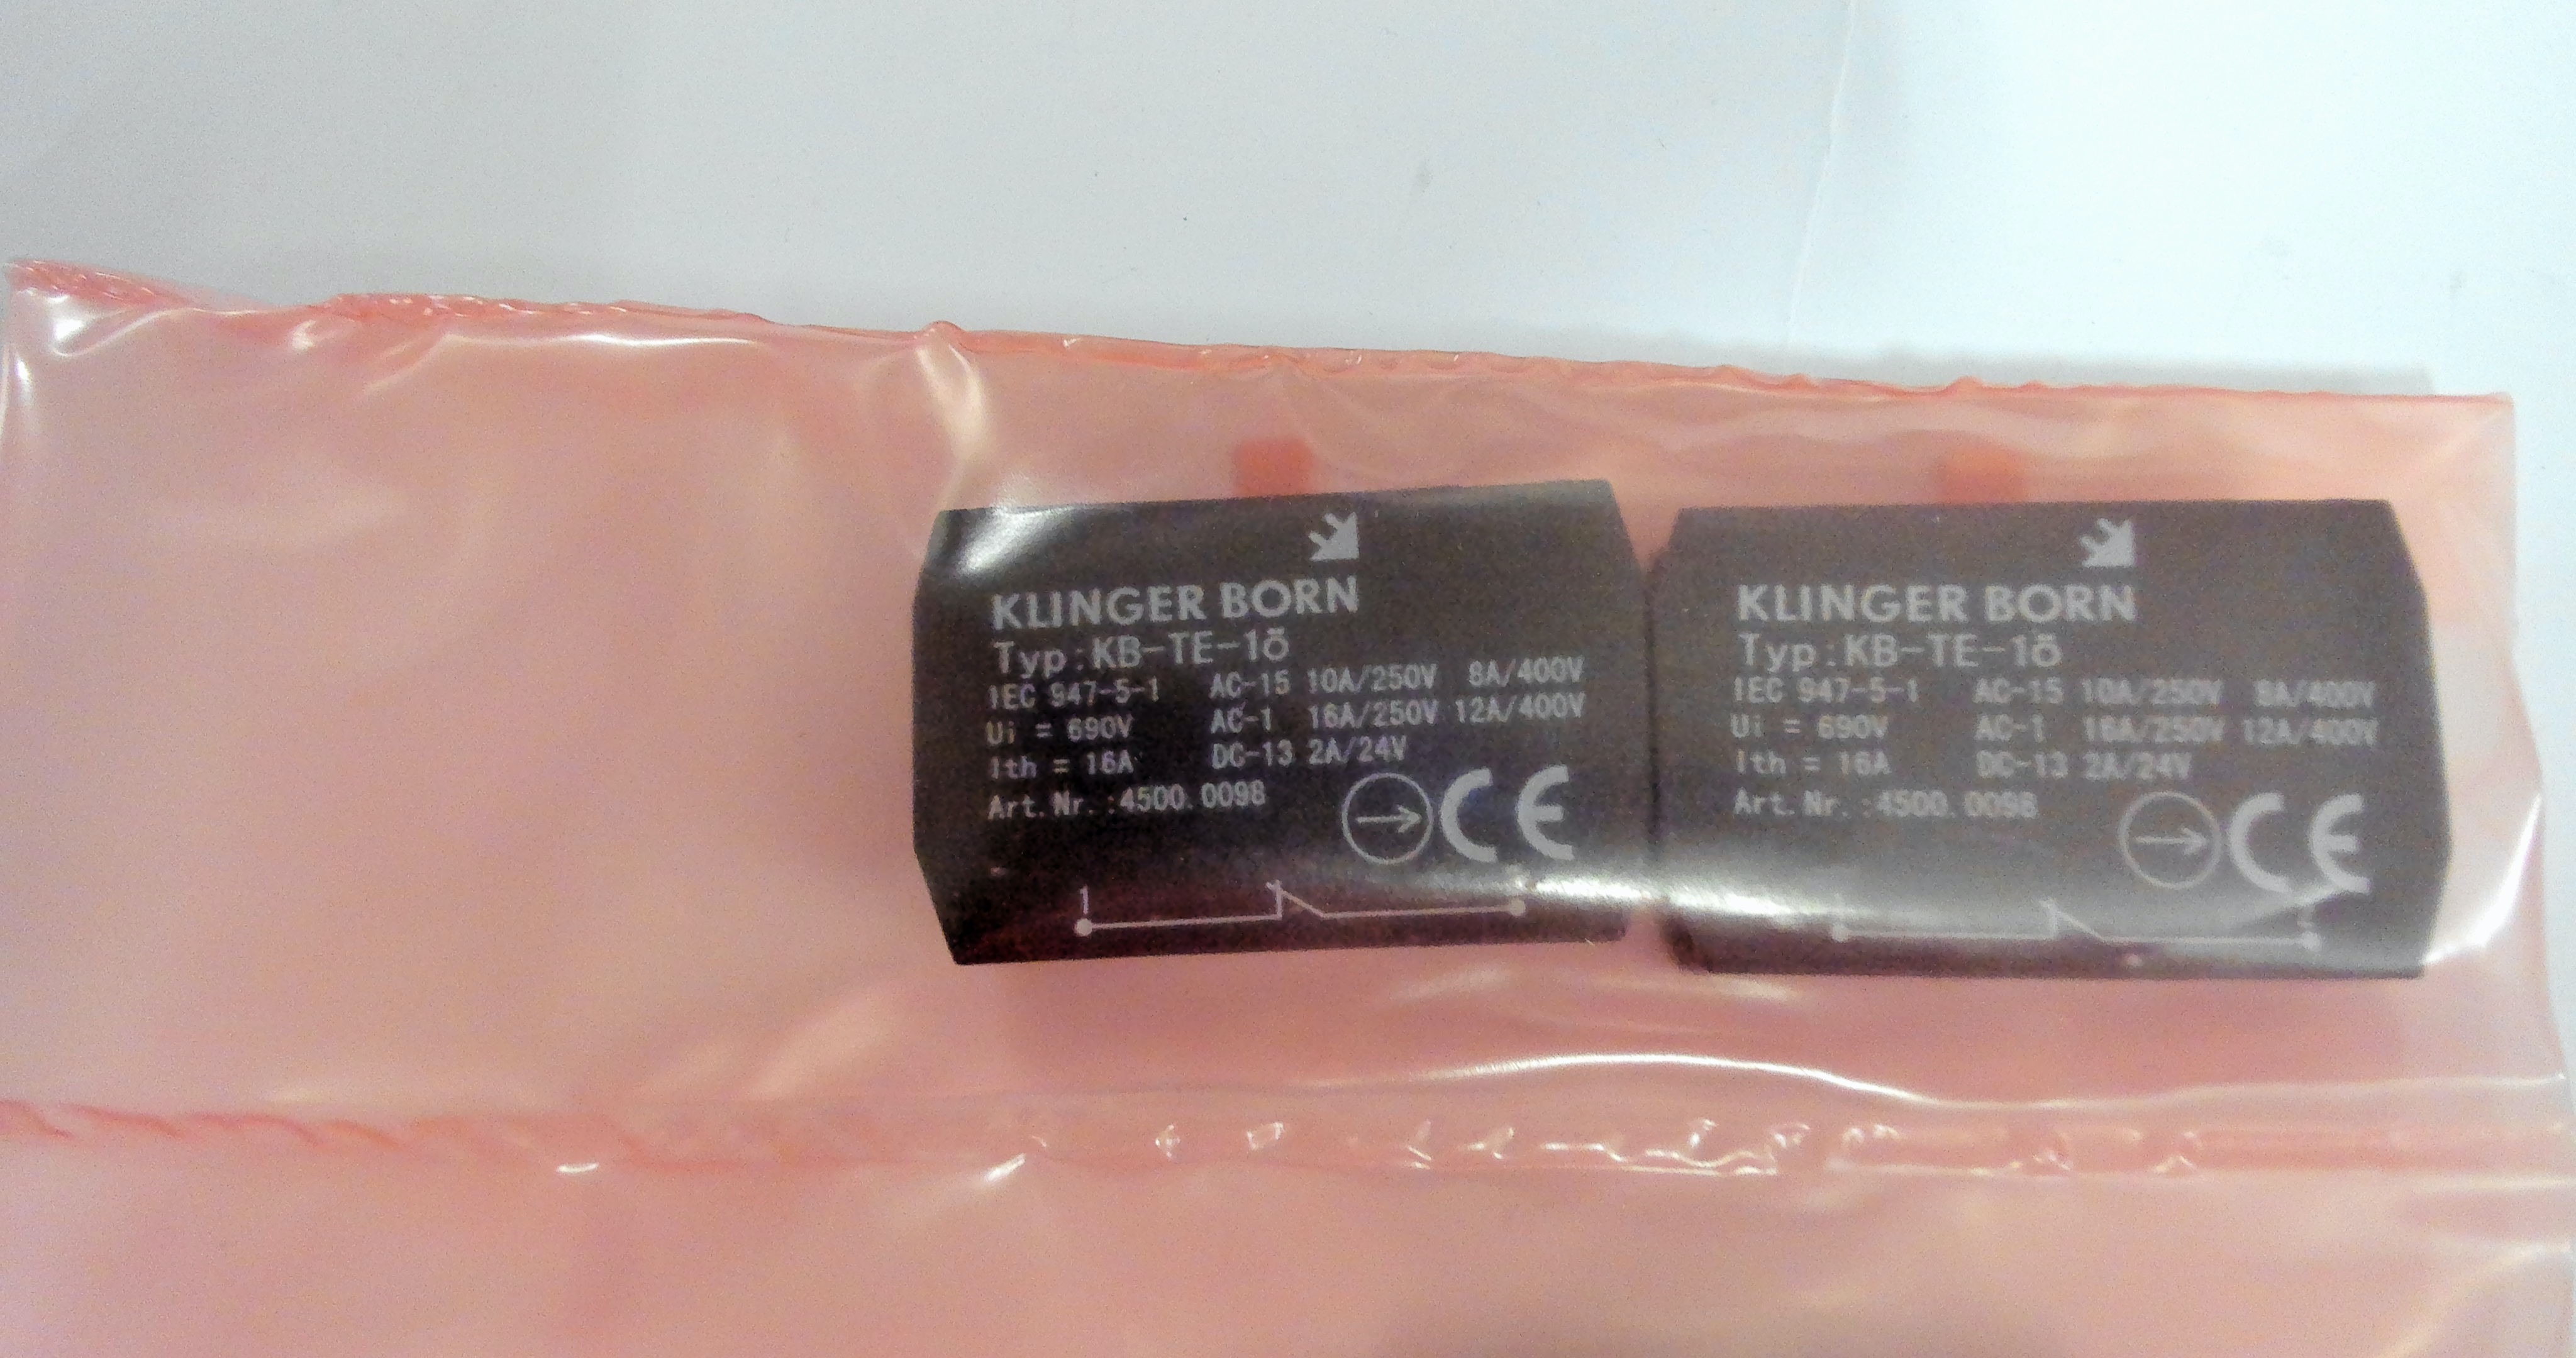 KLINGER BORN
Typ:KB-TE-1ö
IEC 947-5-1 AC-15 10A/250V 8A/400V
Ui = 690V AC-1 16A/250V 12A/400V
Ith = 16A DC-13 2A/24V
Art.Nr.:4500.0098
CE
1
KLINGER BORN
Typ:KB-TE-1ö
IEC 947-5-1 AC-15 10A/250V 8A/400V
Ui = 690V AC-1 16A/250V 12A/400V
Ith = 16A DC-13 2A/24V
Art.Nr.:4500.0098
CE